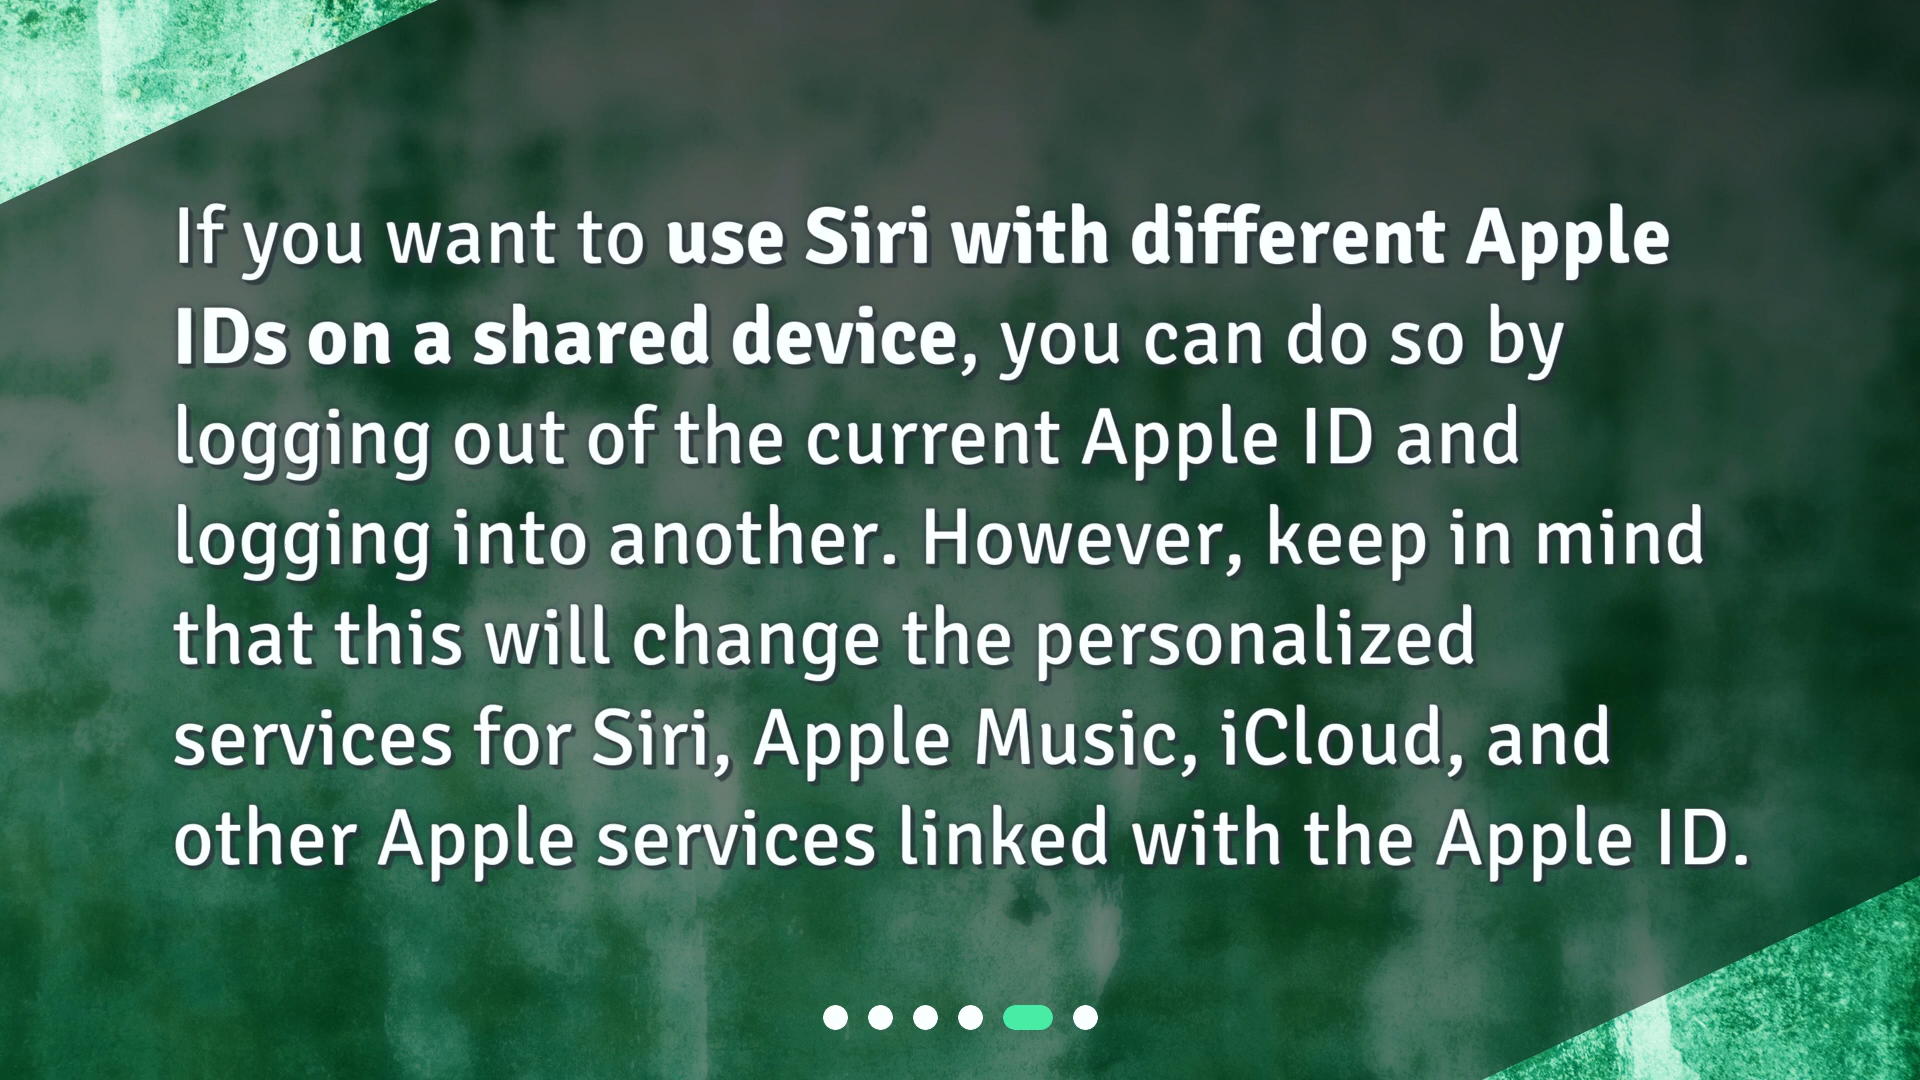 If you want to use Siri with different Apple
IDs on a shared device, you can do so by
logging out of the current Apple ID and
logging into another. However, keep in mind
that this will change the personalized
services for Siri, Apple Music, iCloud, and
other Apple services linked with the Apple ID.